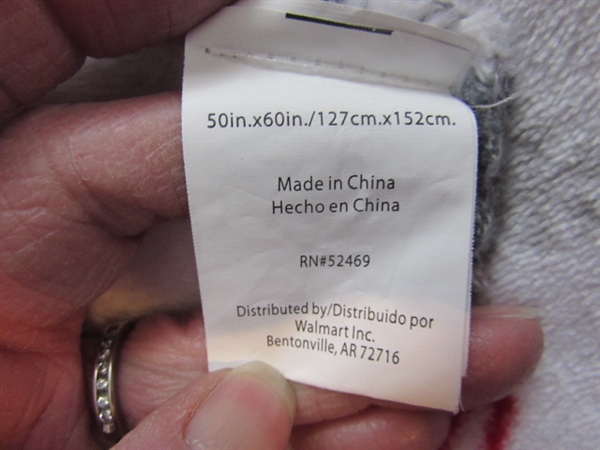 50in.x60in./127cm.x152cm.
Made in China
Hecho en China
RN#52469
Distributed by/Distribuido por
Walmart Inc.
Bentonville, AR 72716